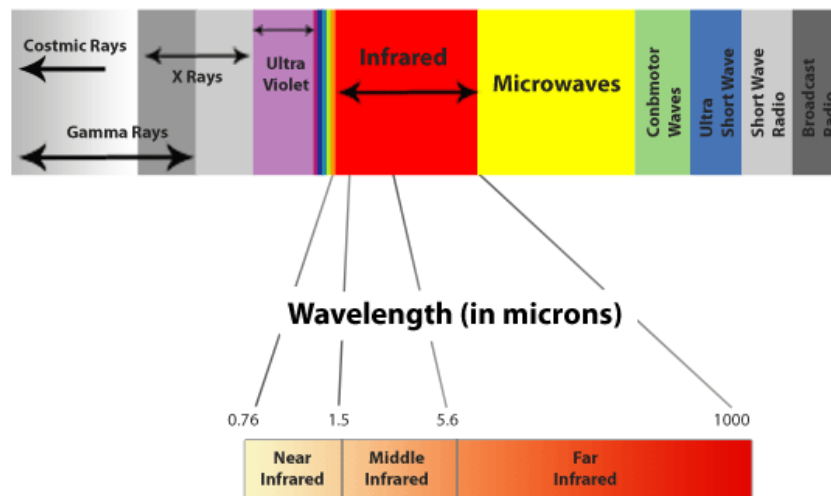 Costmic Rays
X Rays
Gamma Rays
Ultra
Violet
Infrared
Microwaves
Conbmotor
Waves
Ultra
Short Wave
Short Wave
Radio
Broadcast
Radio
Wavelength (in microns)
0.76
1.5
5.6
1000
Near
Infrared
Middle
Infrared
Far
Infrared